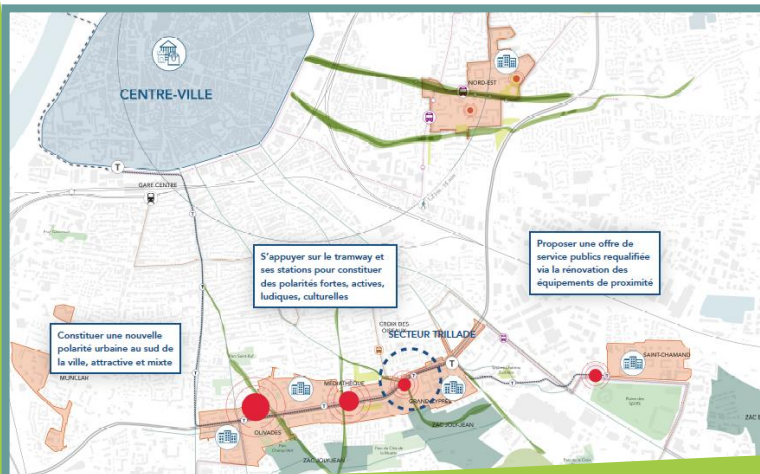 CENTRE-VILLE
NORD-EST
T
GARE CENTRE
S'appuyer sur le tramway et
ses stations pour constituer
des polarités fortes, actives,
ludiques, culturelles
Proposer une offre de
service publics requalifiée
via la rénovation des
équipements de proximité
Constituer une nouvelle
polarité urbaine au sud de
la ville, attractive et mixte
CROIX DES
OISEAUX
SECTEUR TRILLADE
T
SAINT-CHAMAND
MÉDIATHÈQUE
GRAND CYPRÈS
OLIVADES
ZAC JOLYJEAN
ZAC JOLYJEAN